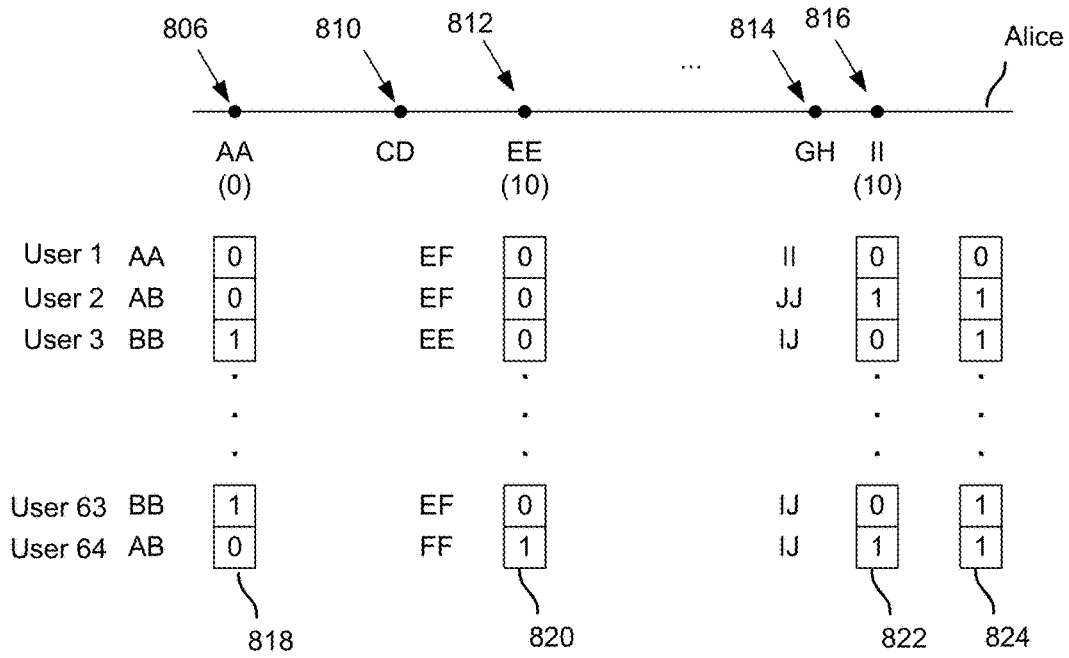 806 810 812 ... 814 816 Alice
AA CD EE GH II
(0) (10) (10)
User 1 AA 0 EF 0 II 0 0
User 2 AB 0 EF 0 JJ 1 1
User 3 BB 1 EE 0 IJ 0 1
User 63 BB 1 EF 0 IJ 0 1
User 64 AB 0 FF 1 IJ 1 1
818 820 822 824